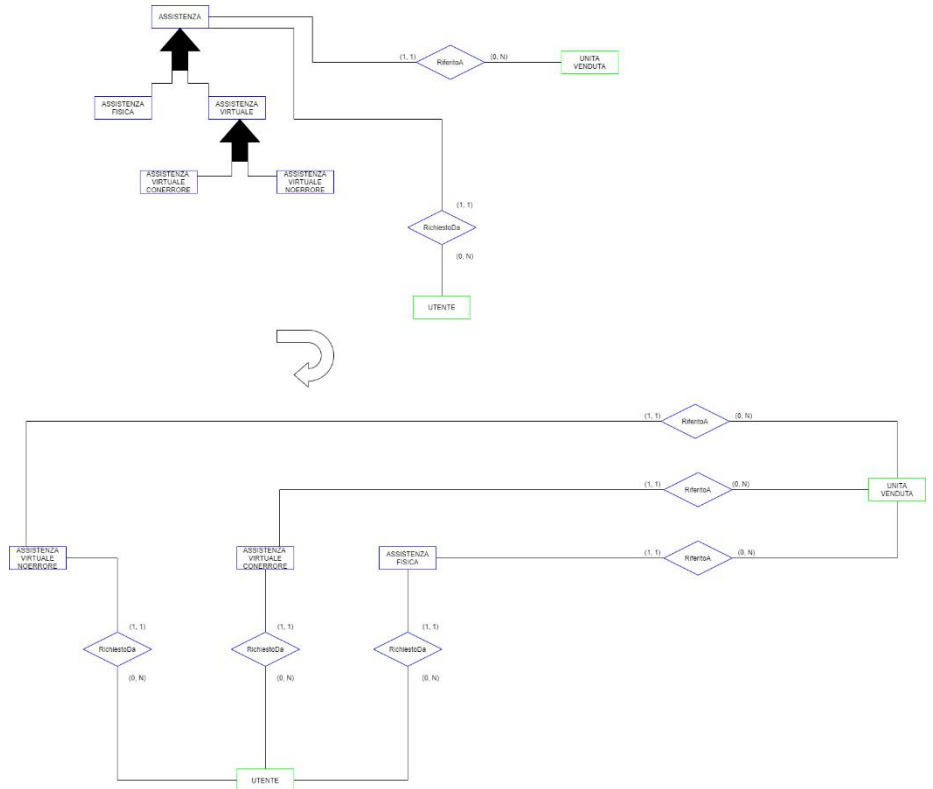 ASSISTENZA
(1, 1)
RiferitoA
(0, N)
UNITA
VENDUTA
ASSISTENZA
FISICA
ASSISTENZA
VIRTUALE
ASSISTENZA
VIRTUALE
CONERRORE
ASSISTENZA
VIRTUALE
NOERRORE
(1, 1)
RichiestoDa
(0, N)
UTENTE
(1, 1)
RiferitoA
(0, N)
(1, 1)
RiferitoA
(0, N)
UNITA
VENDUTA
ASSISTENZA
VIRTUALE
NOERRORE
ASSISTENZA
VIRTUALE
CONERRORE
ASSISTENZA
FISICA
(1, 1)
RiferitoA
(0, N)
(1, 1)
RichiestoDa
(0, N)
(1, 1)
RichiestoDa
(0, N)
(1, 1)
RichiestoDa
(0, N)
UTENTE